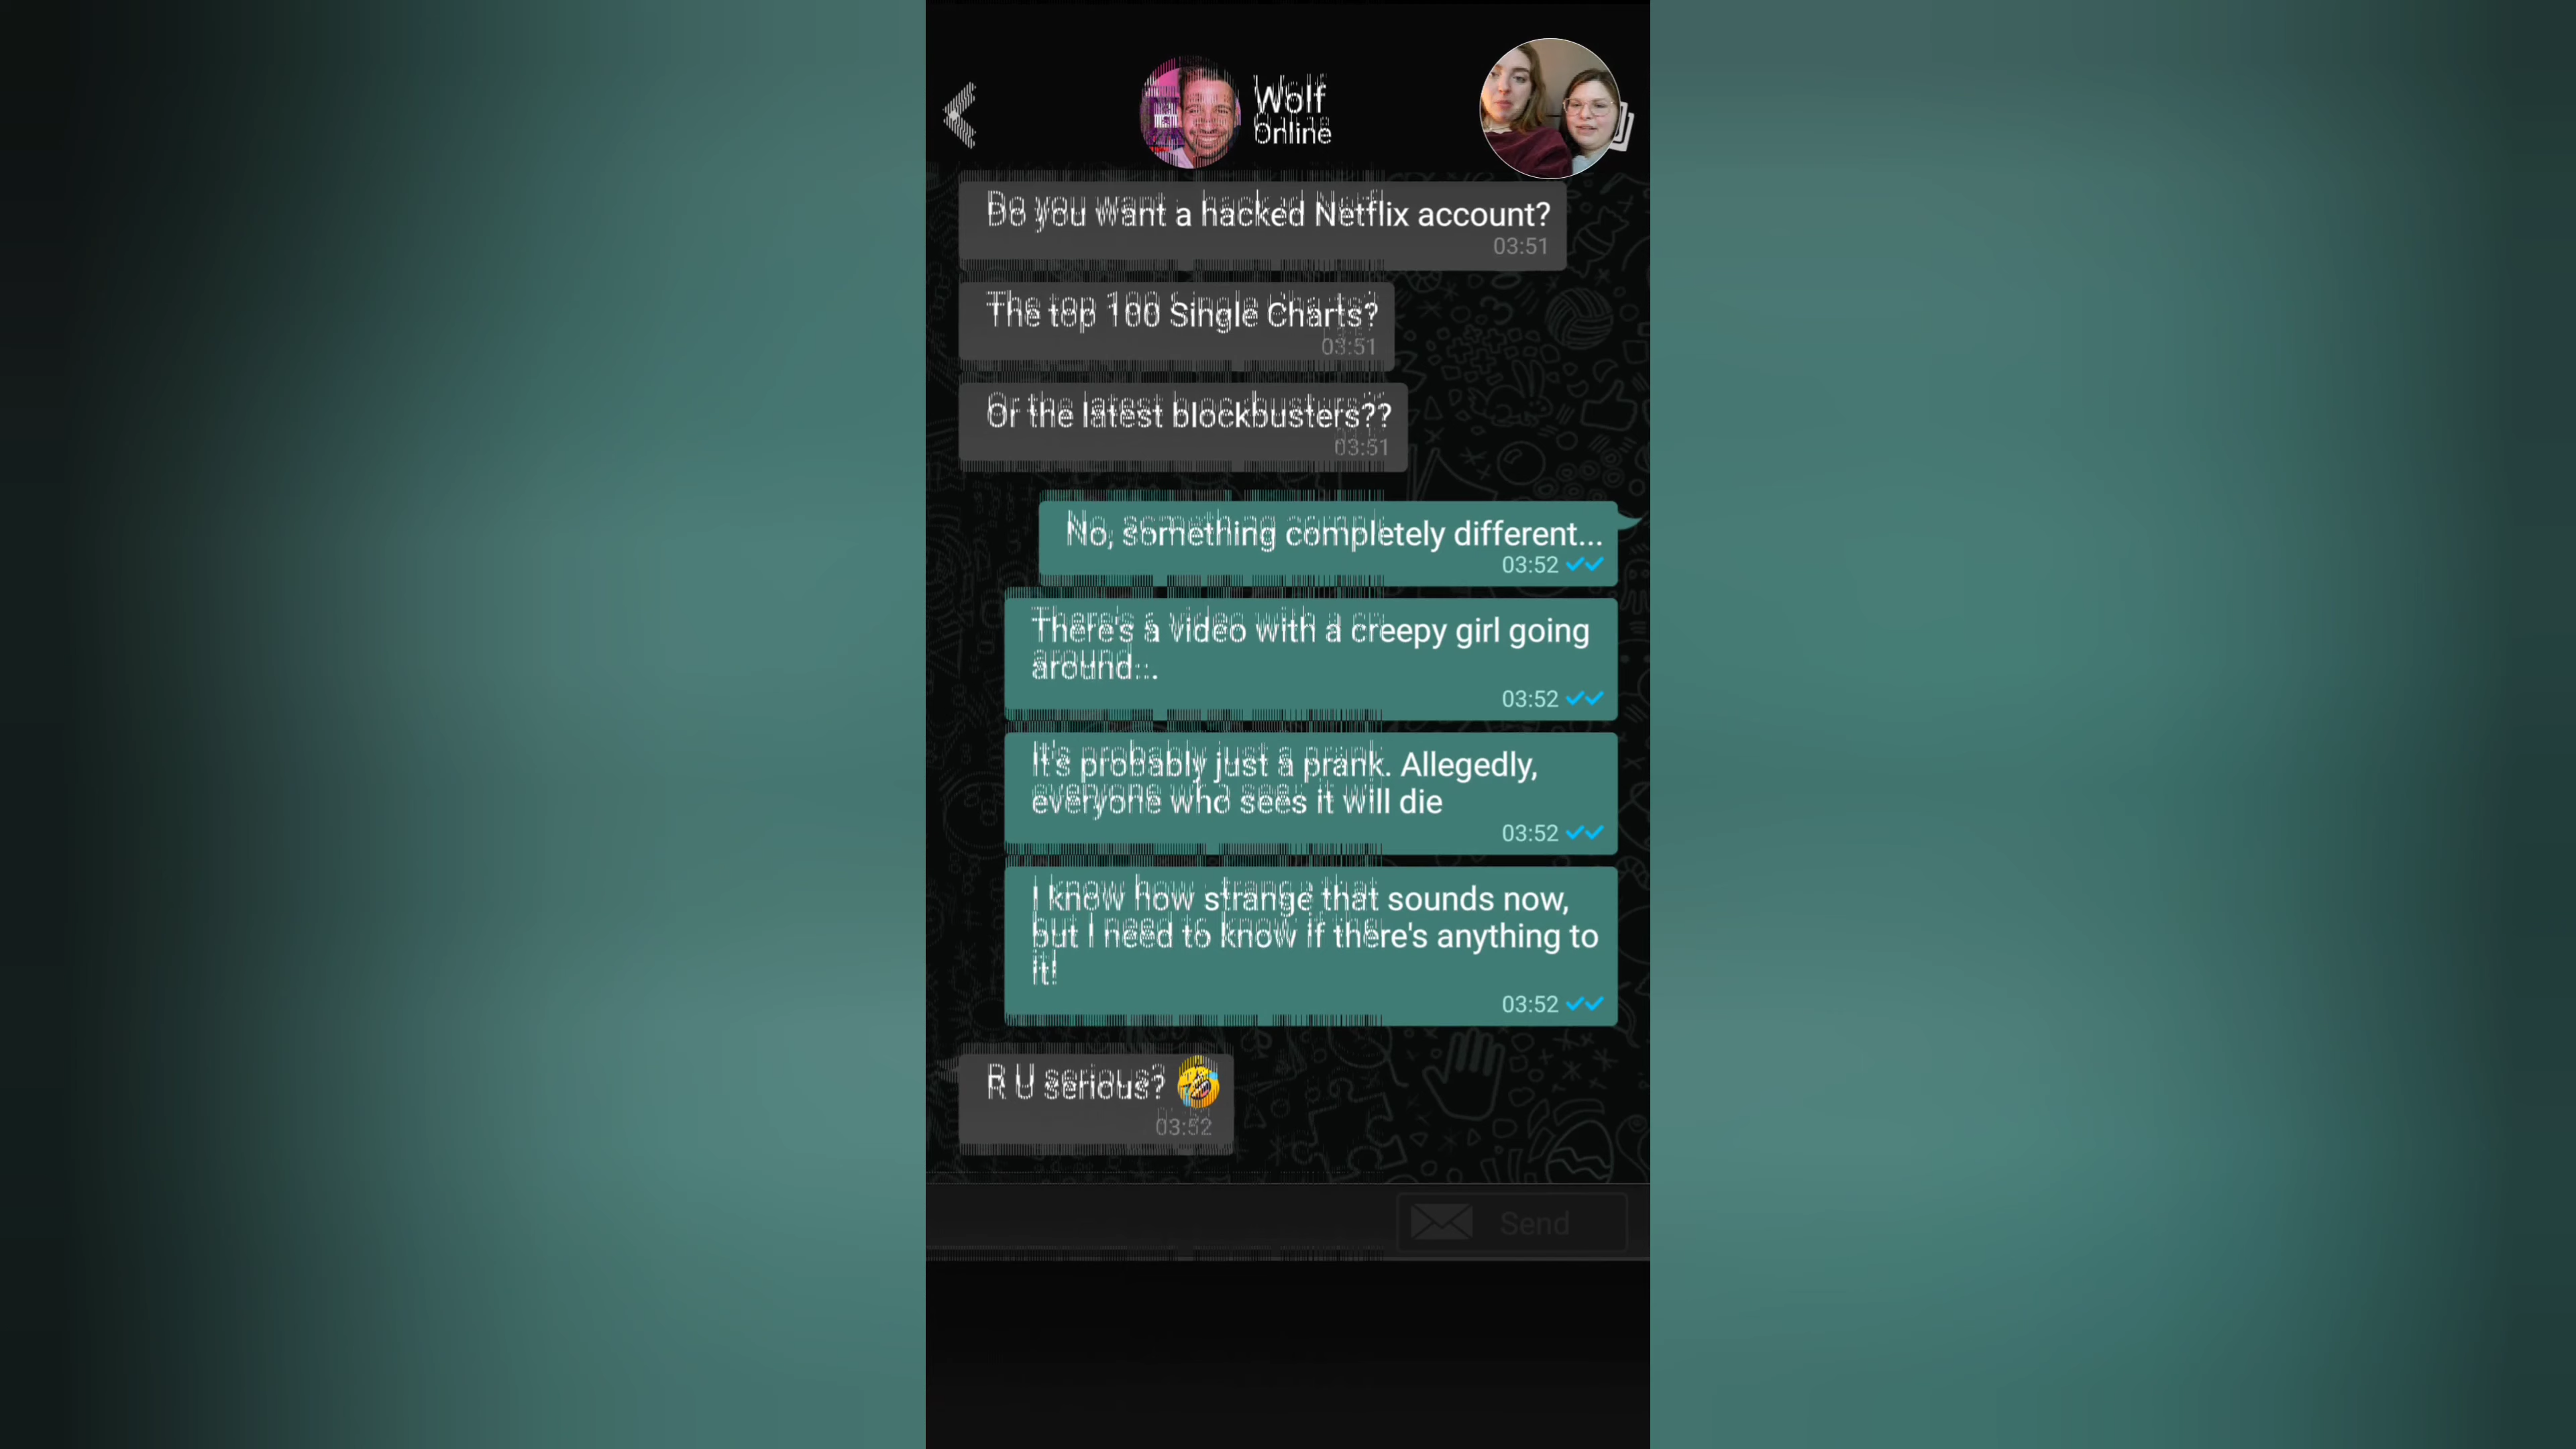 Wolf
Online
Do you want a hacked Netflix account?
03:51
The top 100 Single Charts?
03:51
Or the latest blockbusters??
03:51
No, something completely different...
03:52
There's a video with a creepy girl going
around...
03:52
It's probably just a prank. Allegedly,
everyone who sees it will die
03:52
I know how strange that sounds now,
but I need to know if there's anything to
it!
03:52
R U serious? 🤣
03:52
Send